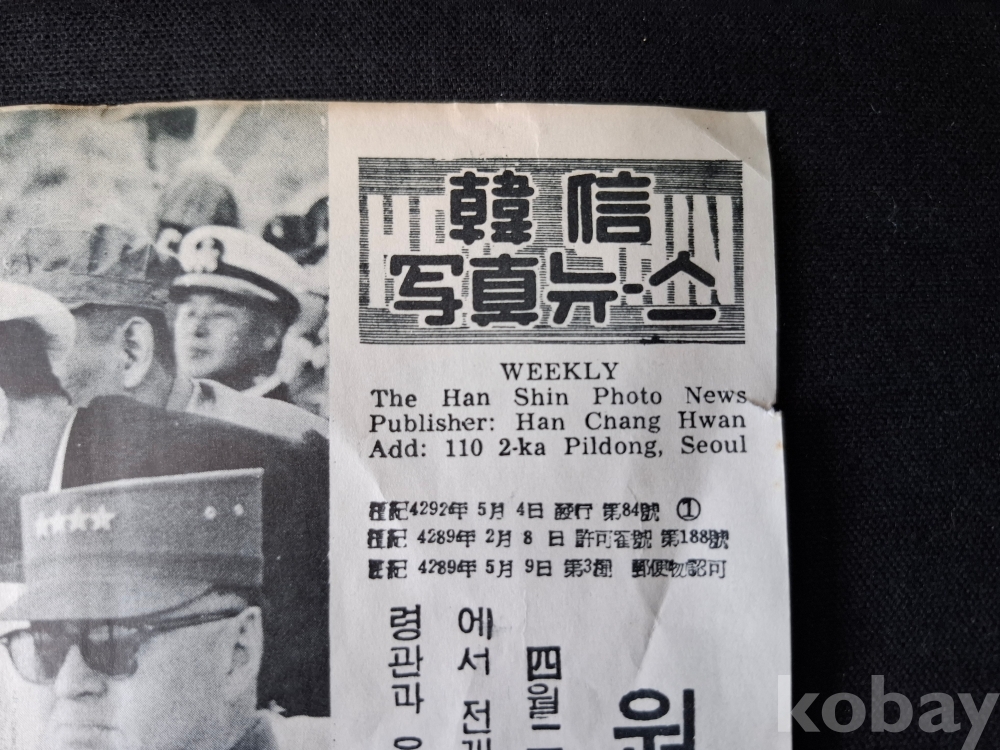 韓信
写真뉴-스
WEEKLY
The Han Shin Photo News
Publisher: Han Chang Hwan
Add: 110 2-ka Pildong, Seoul
檀紀4292年 5月 4日 發行 第84號 ①
檀紀 4289年 2月 8日 許可 號 第188號
檀紀 4289年 5月 9日 第3種 郵便物認可
원
四월二
에서 전개
령관과
kobay